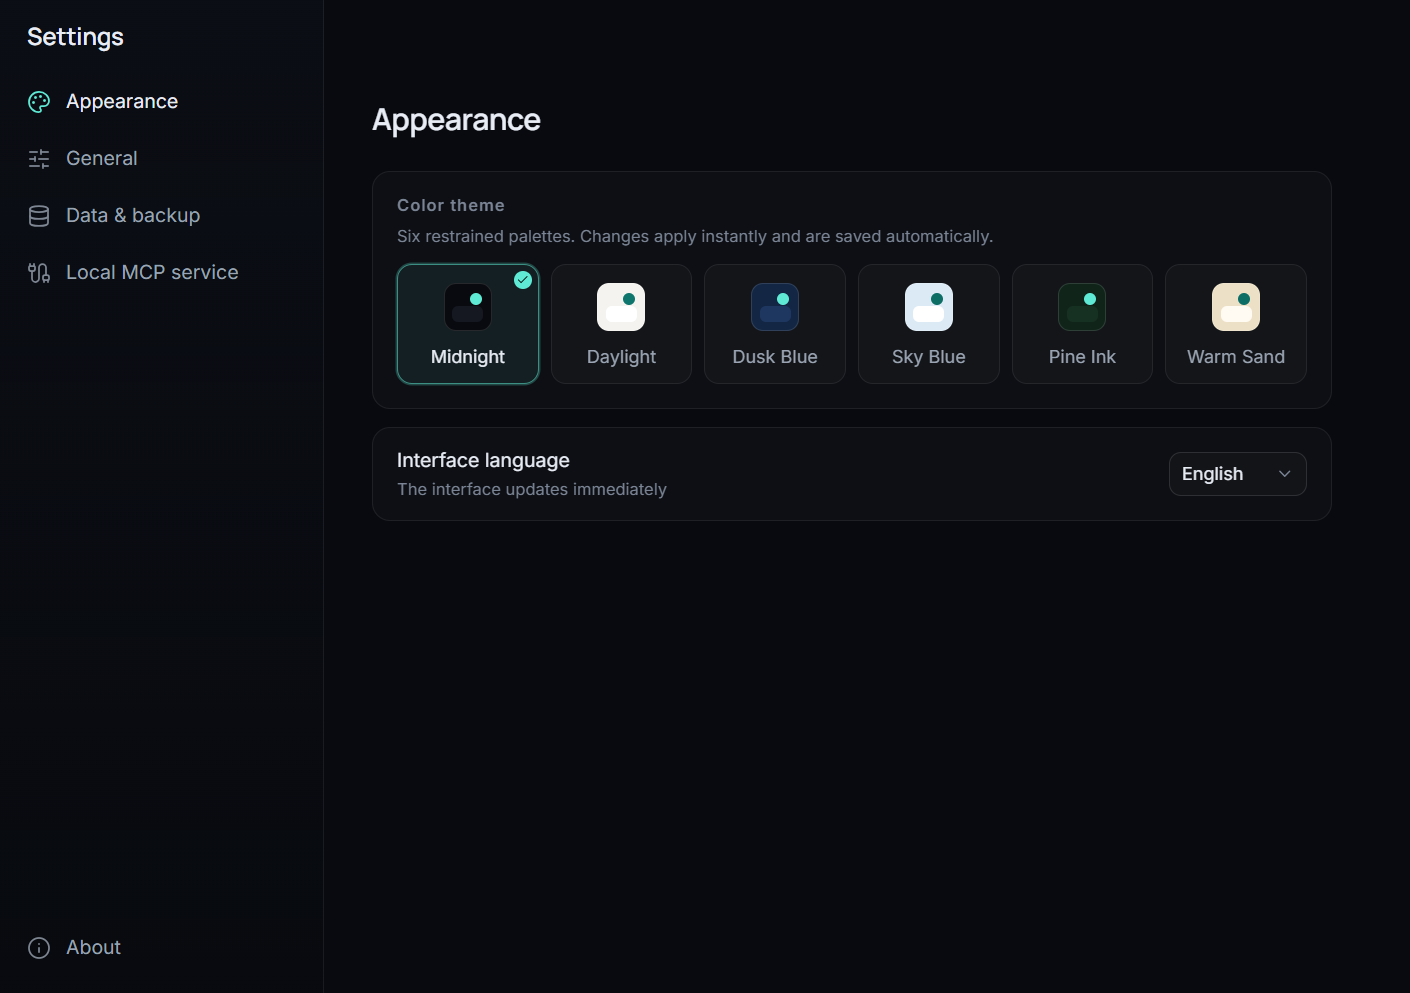 Settings
Appearance
General
Data & backup
Local MCP service
About
Appearance
Color theme
Six restrained palettes. Changes apply instantly and are saved automatically.
Midnight
Daylight
Dusk Blue
Sky Blue
Pine Ink
Warm Sand
Interface language
The interface updates immediately
English